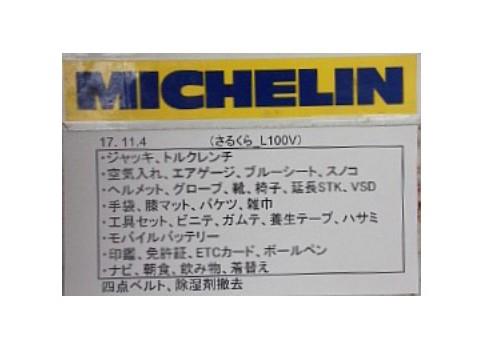 MICHELIN
17.11.4 (さるくら_L100V)
・ジャッキ、トルクレンチ
・空気入れ、エアゲージ、ブルーシート、スノコ
・ヘルメット、グローブ、靴、椅子、延長STK、VSD
・手袋、膝マット、バケツ、雑巾
・工具セット、ビニテ、ガムテ、養生テープ、ハサミ
・モバイルバッテリー
・印鑑、免許証、ETCカード、ボールペン
・ナビ、朝食、飲み物、着替え
四点ベルト、除湿剤撤去